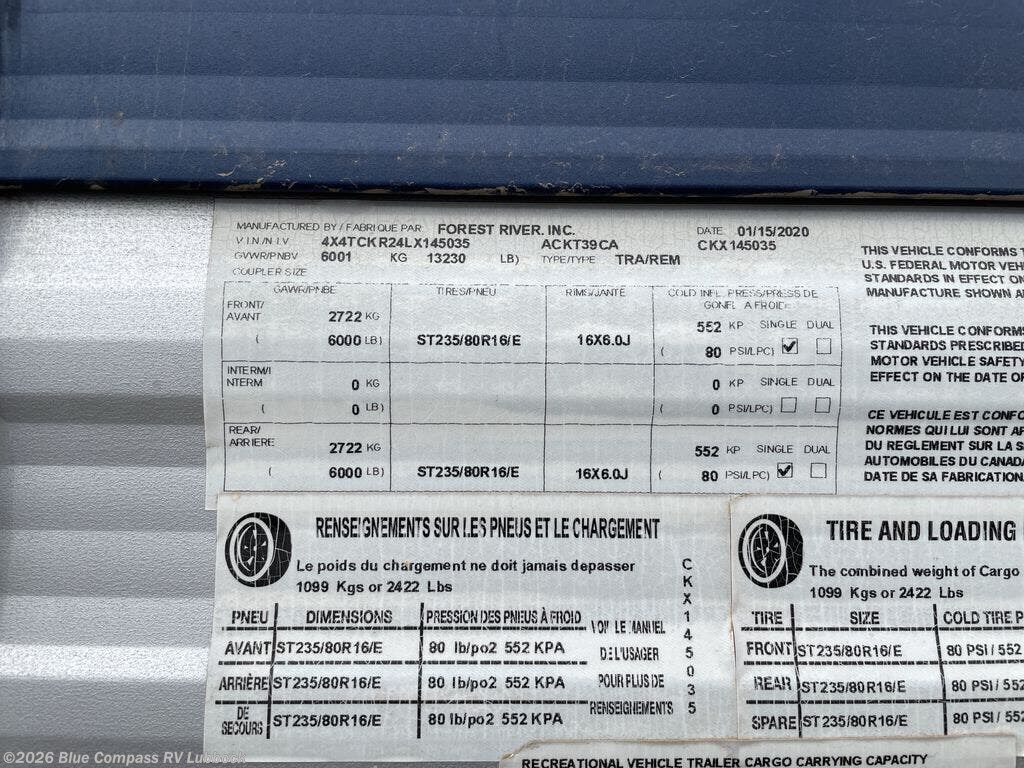 MANUFACTURED BY / FABRIQUE PAR FOREST RIVER. INC. DATE 01/15/2020
V.I.N./N.I.V. 4X4TCKR24LX145035 ACKT39CA CKX145035
GVWR/PNBV 6001 KG 13230 LB) TYPE/TYPE TRA/REM
COUPLER SIZE
GAWR/PNBE TIRES/PNEU RIMS/JANTE COLD INFL. PRESS/PRESS DE GONFL. A FROID
FRONT/ AVANT 2722 KG 552 KP SINGLE DUAL
( 6000 LB) ST235/80R16/E 16X6.0J ( 80 PSI/LPC)
INTERM/I
NTERM 0 KG 0 KP SINGLE DUAL
( 0 LB) ( 0 PSI/LPC)
REAR/
ARRIERE 2722 KG 552 KP SINGLE DUAL
( 6000 LB) ST235/80R16/E 16X6.0J ( 80 PSI/LPC)
THIS VEHICLE CONFORMS
U.S. FEDERAL MOTOR VEH
STANDARDS IN EFFECT ON
MANUFACTURE SHOWN A
THIS VEHICLE CONFORMS
STANDARDS PRESCRIBED
MOTOR VEHICLE SAFETY
EFFECT ON THE DATE OF
CE VEHICULE EST CONFO
NORMES QUI LUI SONT AP
DU REGLEMENT SUR LA S
AUTOMOBILES DU CANADA
DATE DE SA FABRICATION.
RENSEIGNEMENTS SUR LES PNEUS ET LE CHARGEMENT
Le poids du chargement ne doit jamais depasser
1099 Kgs or 2422 Lbs
PNEU DIMENSIONS PRESSION DES PNEUS À FROID
AVANT ST235/80R16/E 80 lb/po2 552 KPA
ARRIÈRE ST235/80R16/E 80 lb/po2 552 KPA
DE SECOURS ST235/80R16/E 80 lb/po2 552 KPA
VOIR LE MANUEL
DE L'USAGER
POUR PLUS DE
RENSEIGNEMENTS
CKX145035
TIRE AND LOADING
The combined weight of Cargo
1099 Kgs or 2422 Lbs
TIRE SIZE COLD TIRE P
FRONT ST235/80R16/E 80 PSI / 552
REAR ST235/80R16/E 80 PSI / 552
SPARE ST235/80R16/E 80 PSI / 552
RECREATIONAL VEHICLE TRAILER CARGO CARRYING CAPACITY
©2026 Blue Compass RV Lubbock